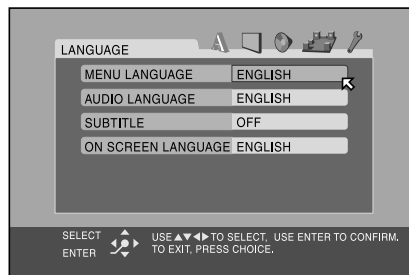 LANGUAGE
MENU LANGUAGE ENGLISH
AUDIO LANGUAGE ENGLISH
SUBTITLE OFF
ON SCREEN LANGUAGE ENGLISH
SELECT USE ▲▼◀▶ TO SELECT, USE ENTER TO CONFIRM.
ENTER TO EXIT, PRESS CHOICE.